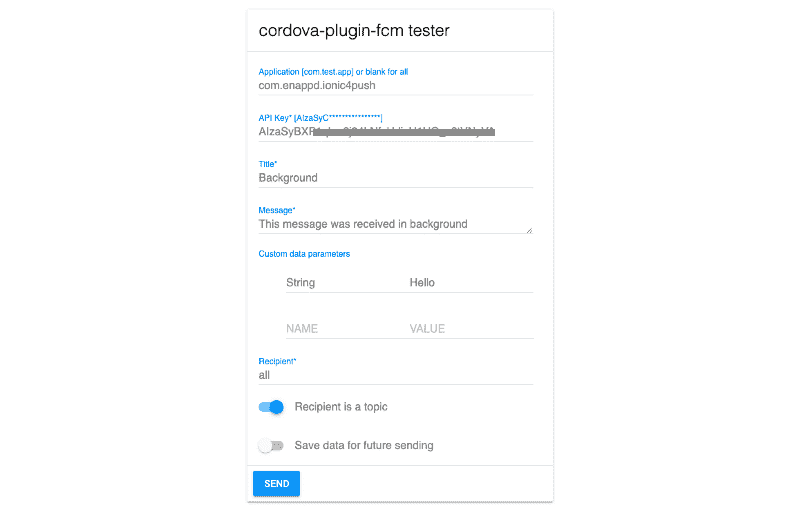 cordova-plugin-fcm tester
Application [com.test.app] or blank for all
com.enappd.ionic4push
API Key* [AIzaSyC****************]
AIzaSyBXP
Title*
Background
Message*
This message was received in background
Custom data parameters
String Hello
NAME VALUE
Recipient*
all
Recipient is a topic
Save data for future sending
SEND